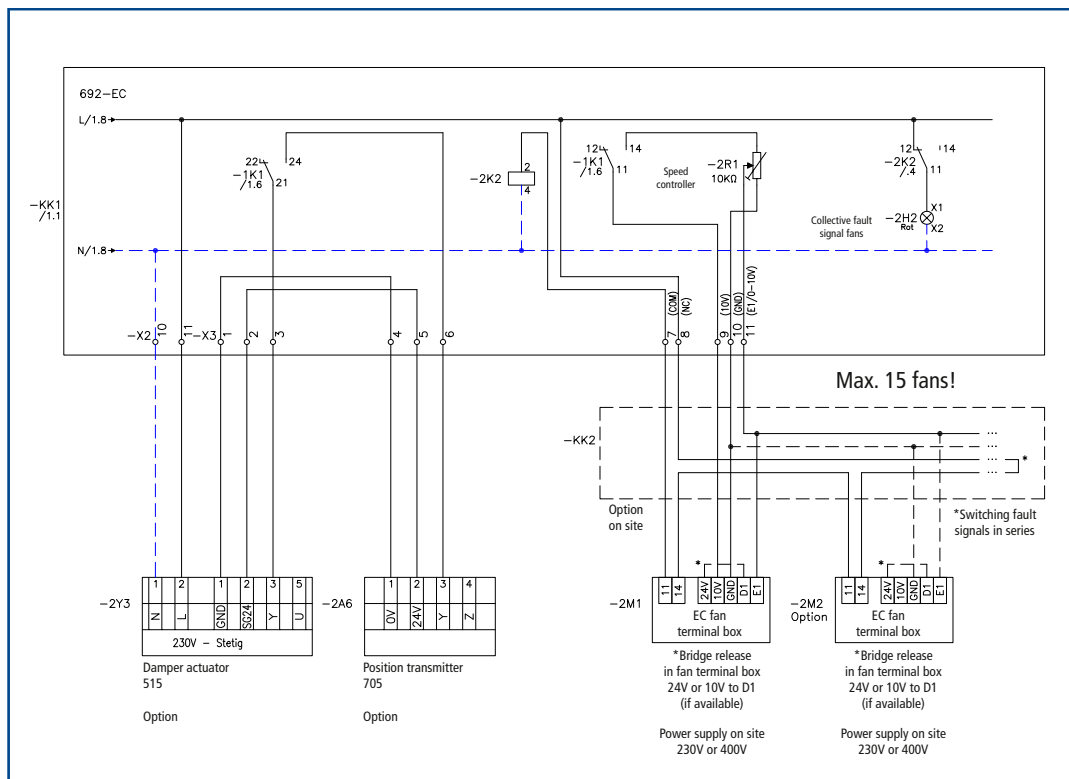 692-EC
L/1.8
22
24
-1K1
/1.6
21
-2K2
2
4
12
14
-1K1
/1.6
11
Speed
controller
-2R1
10KΩ
12
14
-2K2
/.4
11
-KK1
/1.1
Collective fault
signal fans
-2H2
Rot
X1
X2
N/1.8
-X2
10
11
-X3
1
2
3
4
5
6
7
(COM)
8
(NC)
9
(10V)
10
(GND)
11
(E1/0-10V)
Max. 15 fans!
-KK2
...
...
...
...
*
Option
on site
*Switching fault
signals in series
-2Y3
1
2
1
2
3
5
N
L
GND
SG24
Y
U
230V - Stetig
Damper actuator
515
Option
-2A6
1
2
3
4
0V
24V
Y
Z
Position transmitter
705
Option
*
-2M1
11
14
24V
10V
GND
D1
E1
EC fan
terminal box
*Bridge release
in fan terminal box
24V or 10V to D1
(if available)
Power supply on site
230V or 400V
*
-2M2
Option
11
14
24V
10V
GND
D1
E1
EC fan
terminal box
*Bridge release
in fan terminal box
24V or 10V to D1
(if available)
Power supply on site
230V or 400V